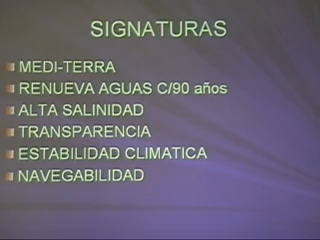 SIGNATURAS
MEDI-TERRA
RENUEVA AGUAS C/90 años
ALTA SALINIDAD
TRANSPARENCIA
ESTABILIDAD CLIMATICA
NAVEGABILIDAD